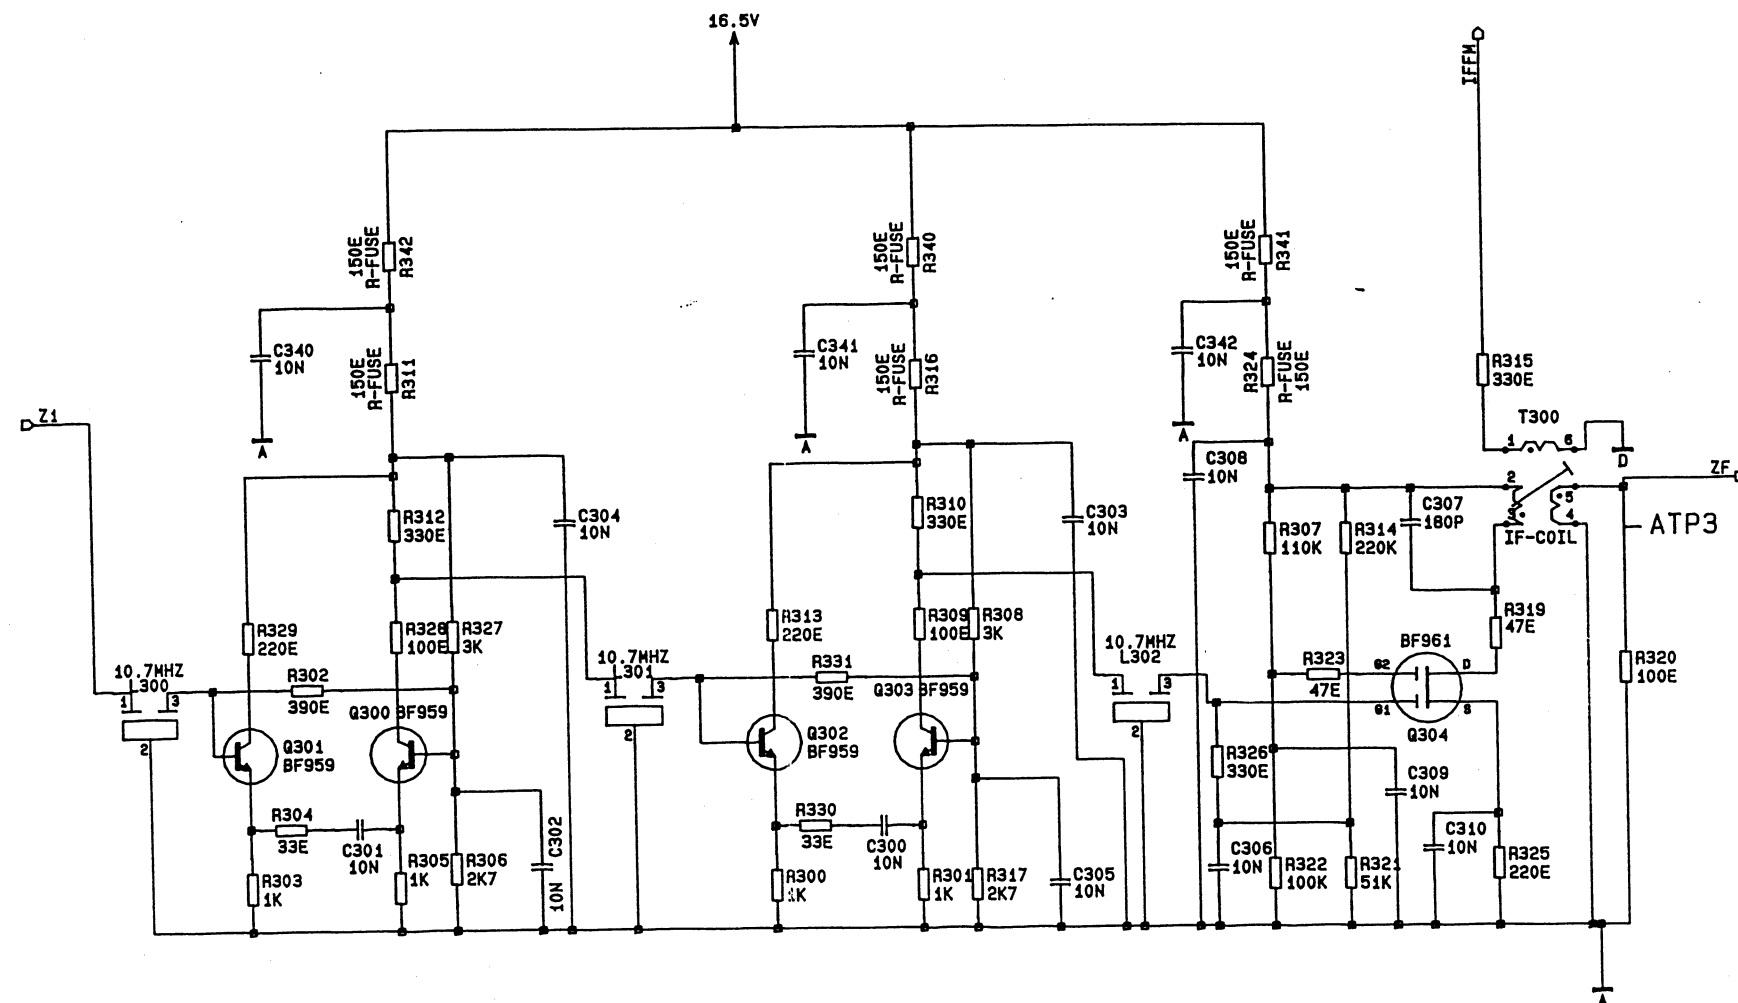 16.5V
IFFM
150E
R-FUSE
R342
150E
R-FUSE
R340
150E
R-FUSE
R341
C340
10N
150E
R-FUSE
R311
C341
10N
150E
R-FUSE
R316
C342
10N
R324
R-FUSE
150E
R315
330E
T300
1
6
D
Z1
A
A
A
C308
10N
2
5
ZF
R312
330E
C304
10N
R310
330E
C303
10N
R307
110K
R314
220K
C307
180P
4
IF-COIL
ATP3
R329
220E
R328
100E
R327
3K
R313
220E
R309
100E
R308
3K
R319
47E
10.7MHZ
L300
1
3
2
R302
390E
Q300 BF959
10.7MHZ
L301
1
3
2
R331
390E
Q303 BF959
10.7MHZ
L302
1
3
2
R323
47E
BF961
G2
D
G1
S
Q304
R320
100E
Q301
BF959
Q302
BF959
R326
330E
C309
10N
R304
33E
C301
10N
R305
1K
R306
2K7
C302
10N
R330
33E
C300
10N
R303
1K
R300
1K
R301
1K
R317
2K7
C305
10N
C306
10N
R322
100K
R321
51K
C310
10N
R325
220E
A